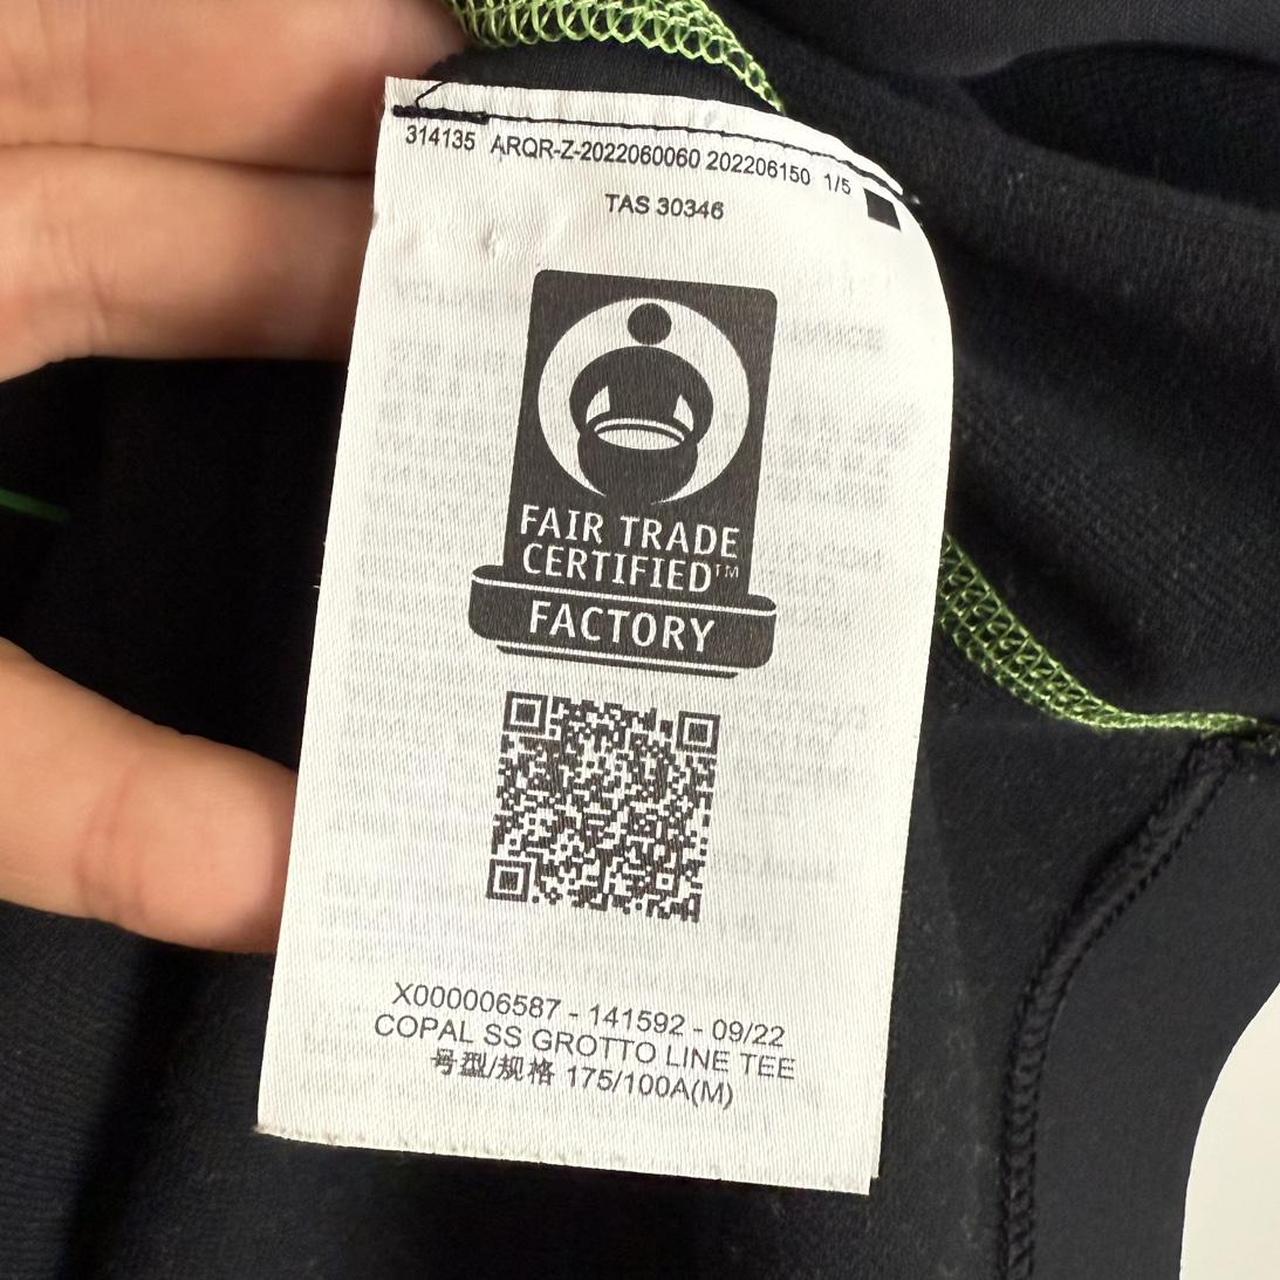 314135 ARQR-Z-2022060060 202206150 1/5
TAS 30346
FAIR TRADE
CERTIFIED™
FACTORY
X000006587 - 141592 - 09/22
COPAL SS GROTTO LINE TEE
号型/规格 175/100A(M)